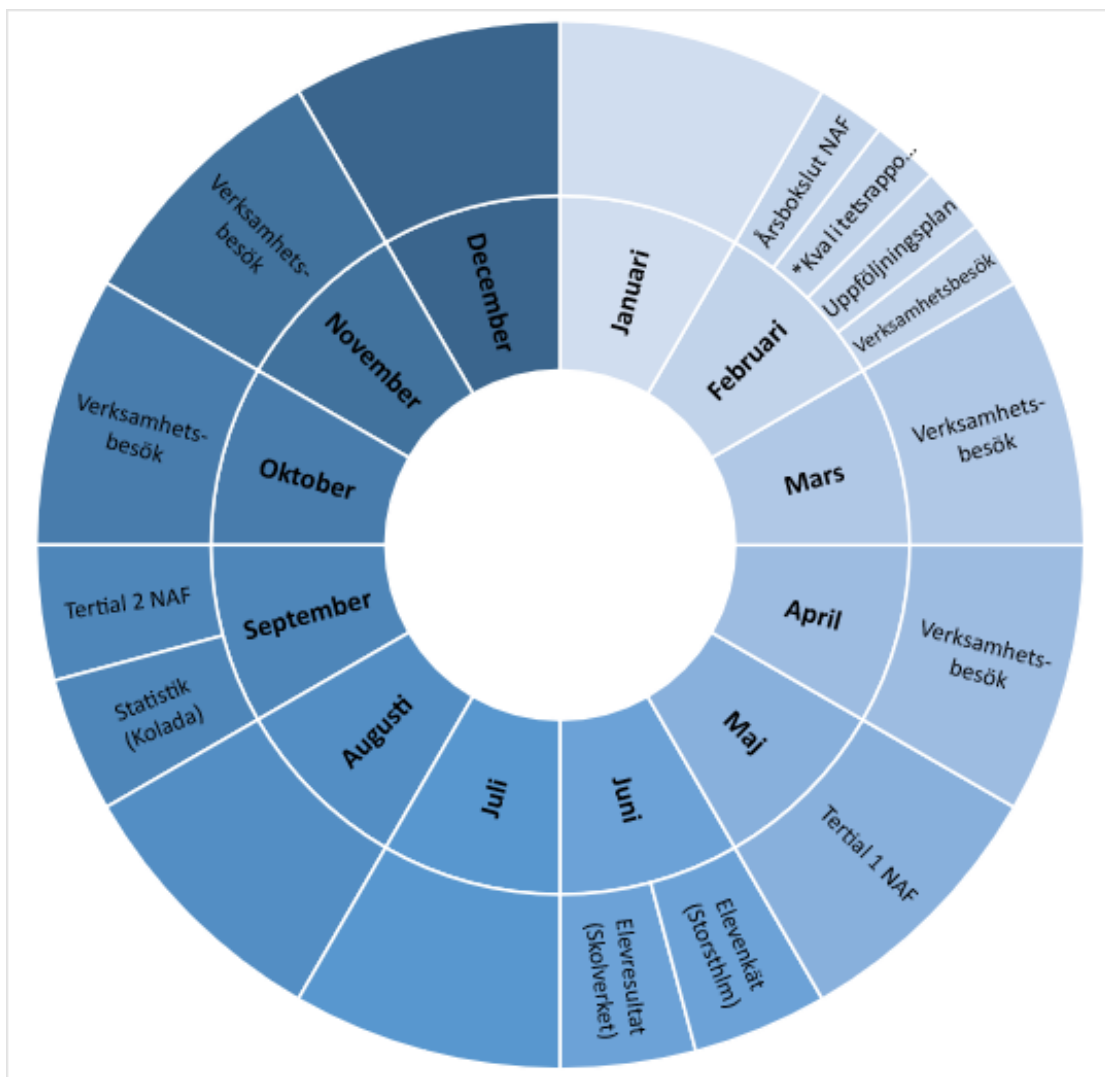 Januari
Februari
Årsbokslut NAF
*Kvalitetsrappo...
Uppföljningsplan
Verksamhetsbesök
Mars
Verksamhets-
besök
April
Verksamhets-
besök
Maj
Tertial 1 NAF
Juni
Elevenkät
(Storsthlm)
Elevresultat
(Skolverket)
Juli
Augusti
September
Statistik
(Kolada)
Tertial 2 NAF
Oktober
Verksamhets-
besök
November
Verksamhets-
besök
December